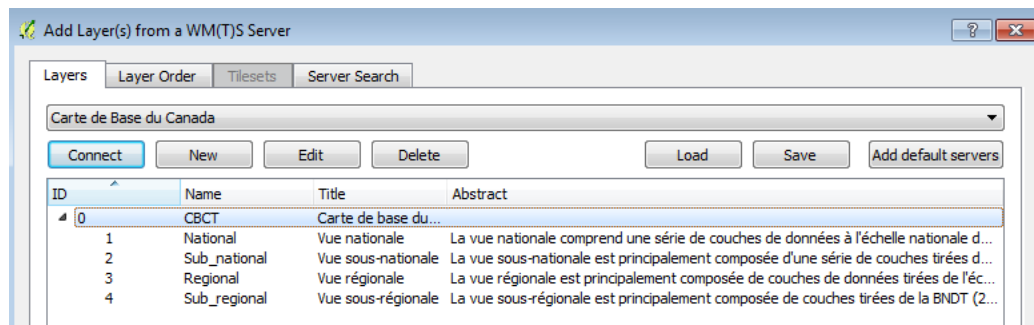 Add Layer(s) from a WM(T)S Server
Layers Layer Order Tilesets Server Search
Carte de Base du Canada
Connect New Edit Delete Load Save Add default servers
ID Name Title Abstract
0 CBCT Carte de base du...
1 National Vue nationale La vue nationale comprend une série de couches de données à l'échelle nationale d...
2 Sub_national Vue sous-nationale La vue sous-nationale est principalement composée d'une série de couches tirées d...
3 Regional Vue régionale La vue régionale est principalement composée de couches de données tirées de l'éc...
4 Sub_regional Vue sous-régionale La vue sous-régionale est principalement composée de couches tirées de la BNDT (2...